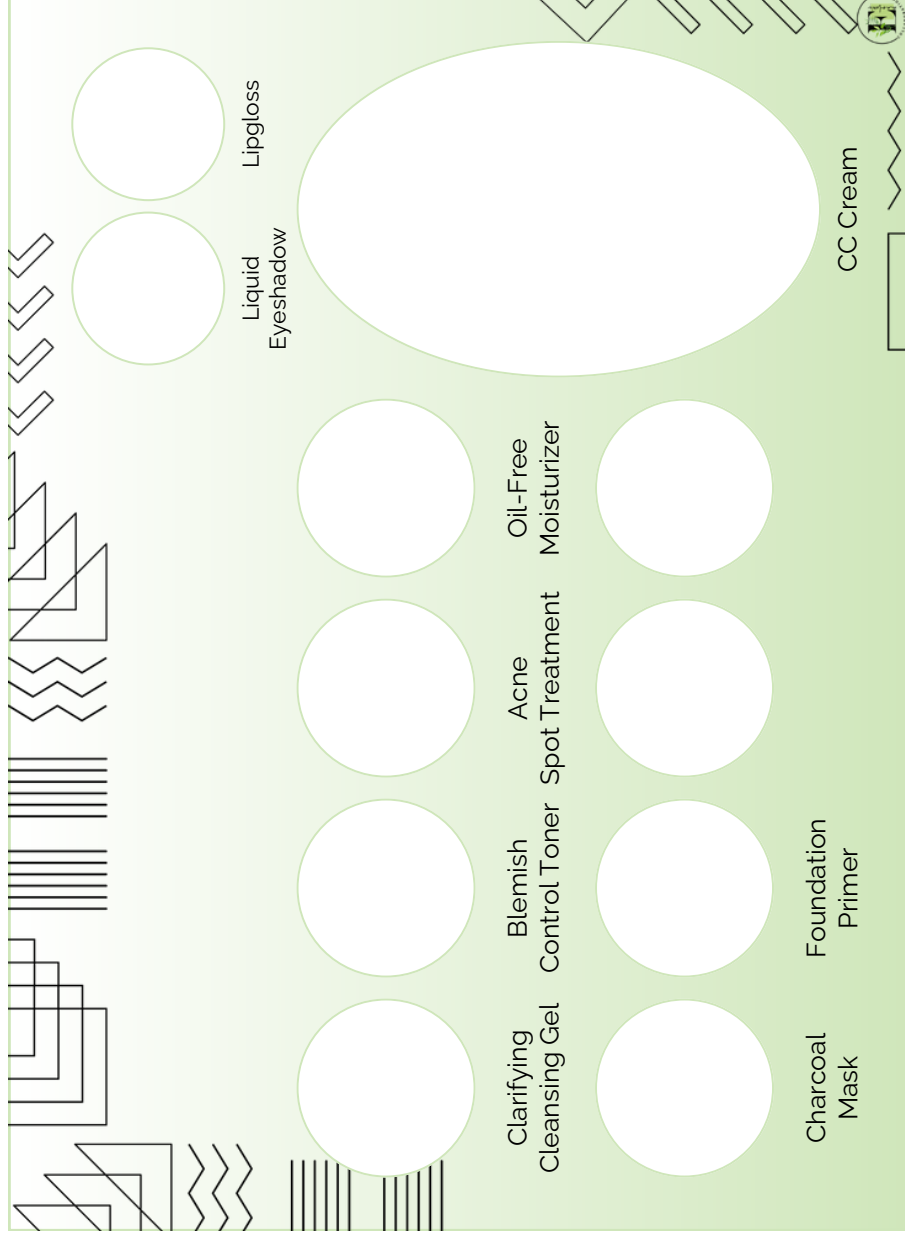 Lipgloss
Liquid
Eyeshadow
Clarifying
Cleansing Gel
Blemish
Control Toner
Acne
Spot Treatment
Oil-Free
Moisturizer
Charcoal
Mask
Foundation
Primer
CC Cream